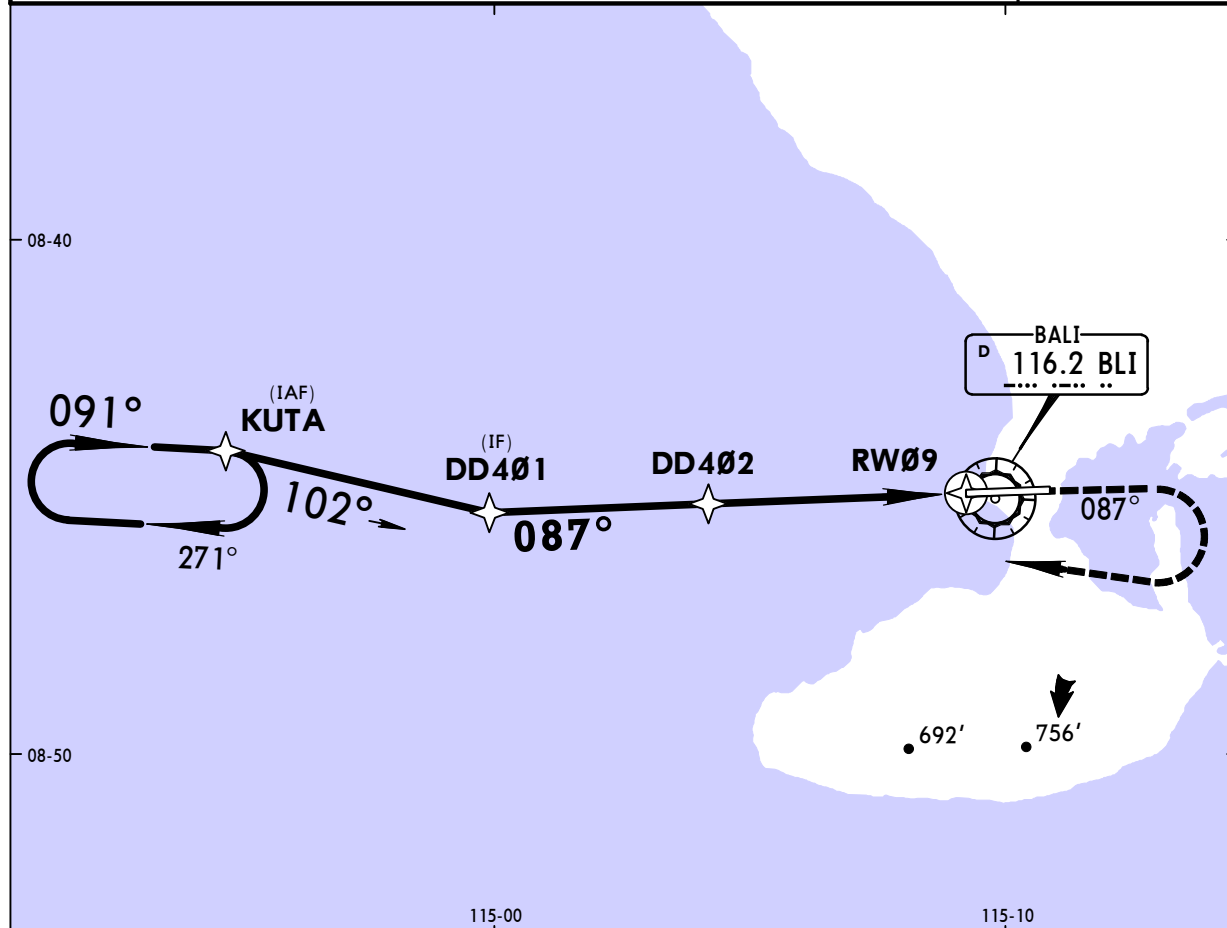 08-40
BALI
D 116.2 BLI
091°
(IAF)
KUTA
(IF)
DD4Ø1
DD4Ø2
RWØ9
102°
087°
087°
271°
692'
756'
08-50
115-00
115-10